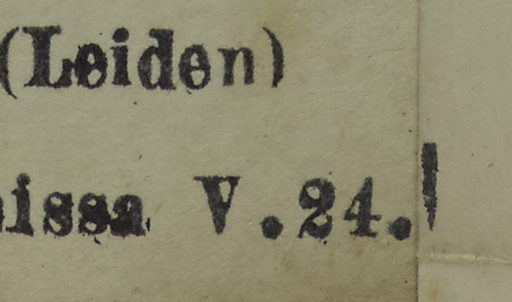 (Leiden)
issa V.24.